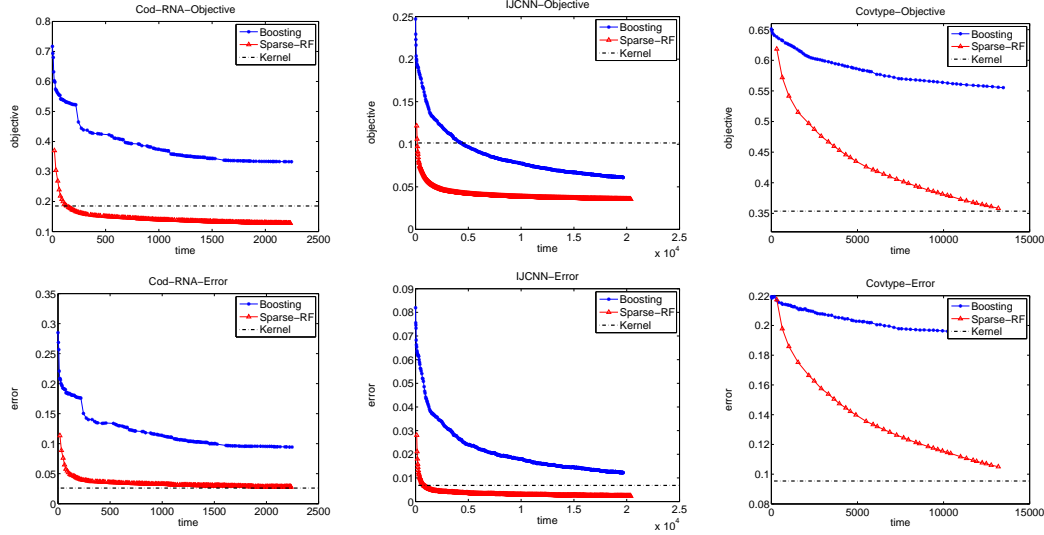 Cod−RNA−Objective
0.8
0.7
0.6
0.5
0.4
0.3
0.2
0.1
objective
0
500
1000
1500
2000
2500
time
Boosting
Sparse−RF
Kernel
IJCNN−Objective
0.25
0.2
0.15
0.1
0.05
0
objective
0
0.5
1
1.5
2
2.5
x 10^4
time
Boosting
Sparse−RF
Kernel
Covtype−Objective
0.65
0.6
0.55
0.5
0.45
0.4
0.35
objective
0
5000
10000
15000
time
Boosting
Sparse−RF
Kernel
Cod−RNA−Error
0.35
0.3
0.25
0.2
0.15
0.1
0.05
0
error
0
500
1000
1500
2000
2500
time
Boosting
Sparse−RF
Kernel
IJCNN−Error
0.09
0.08
0.07
0.06
0.05
0.04
0.03
0.02
0.01
0
error
0
0.5
1
1.5
2
2.5
x 10^4
time
Boosting
Sparse−RF
Kernel
Covtype−Error
0.22
0.2
0.18
0.16
0.14
0.12
0.1
0.08
error
0
5000
10000
15000
time
Boosting
Sparse−RF
Kernel